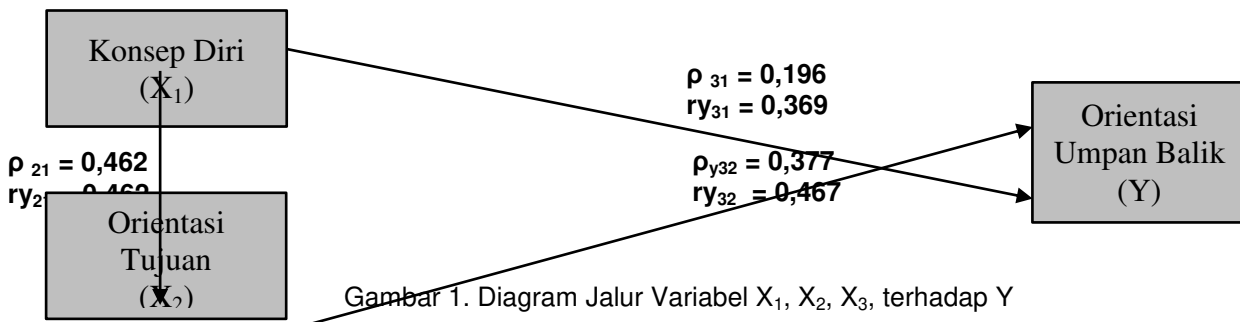 Konsep Diri
(X₁)
ρ 31 = 0,196
ry₃₁ = 0,369
Orientasi
Umpan Balik
(Y)
ρ 21 = 0,462
ρy₃₂ = 0,377
ry₃₂ = 0,467
Orientasi
Tujuan
(X₂)
Gambar 1. Diagram Jalur Variabel X₁, X₂, X₃, terhadap Y